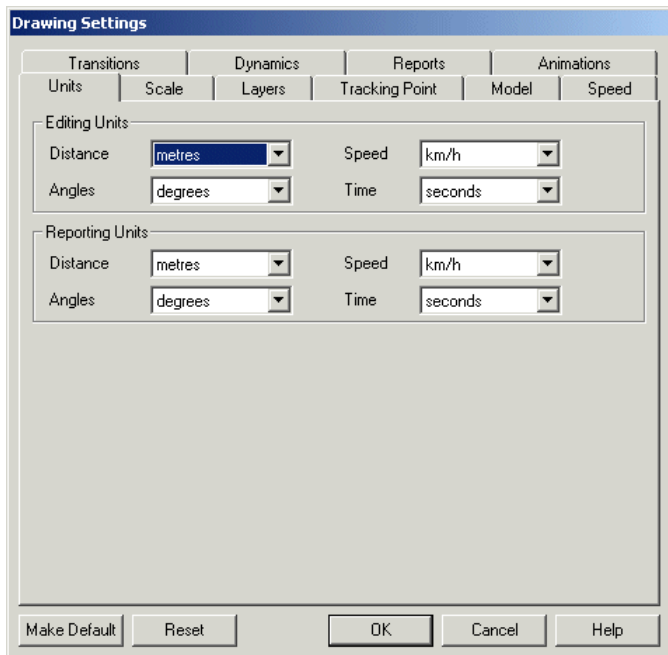 Drawing Settings
Transitions Dynamics Reports Animations
Units Scale Layers Tracking Point Model Speed
Editing Units
Distance metres Speed km/h
Angles degrees Time seconds
Reporting Units
Distance metres Speed km/h
Angles degrees Time seconds
Make Default Reset OK Cancel Help